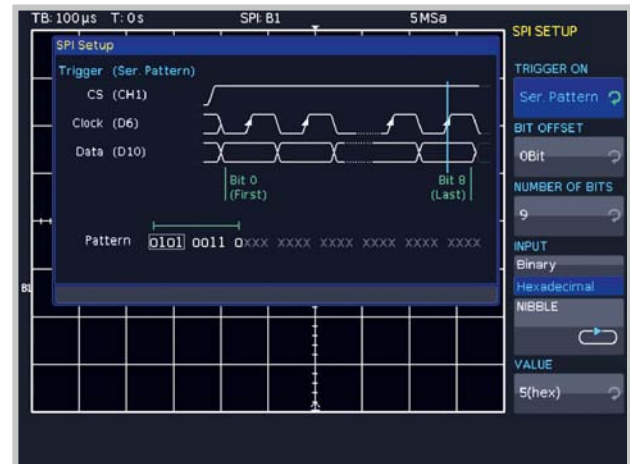 TB: 100µs T: 0s SPI: B1 5MSa
SPI SETUP
SPI Setup
Trigger (Ser. Pattern)
CS (CH1)
Clock (D6)
Data (D10)
Bit 0
(First)
Bit 8
(Last)
Pattern 0101 0011 0xxx xxxx xxxx xxxx xxxx xxxx
B1
TRIGGER ON
Ser. Pattern
BIT OFFSET
0Bit
NUMBER OF BITS
9
INPUT
Binary
Hexadecimal
NIBBLE
VALUE
5(hex)